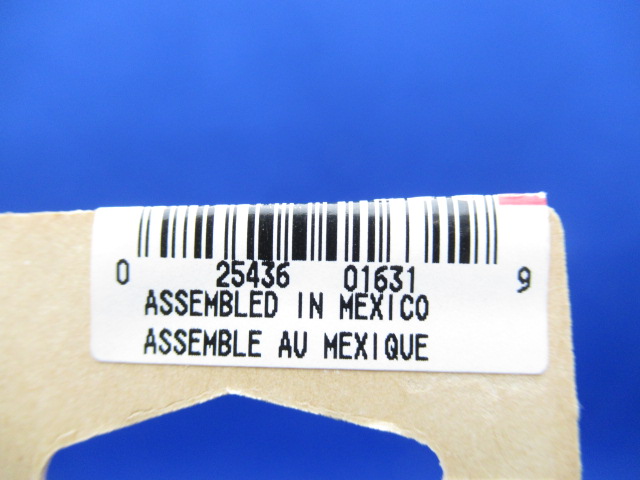 0 25436 01631 9
ASSEMBLED IN MEXICO
ASSEMBLE AU MEXIQUE